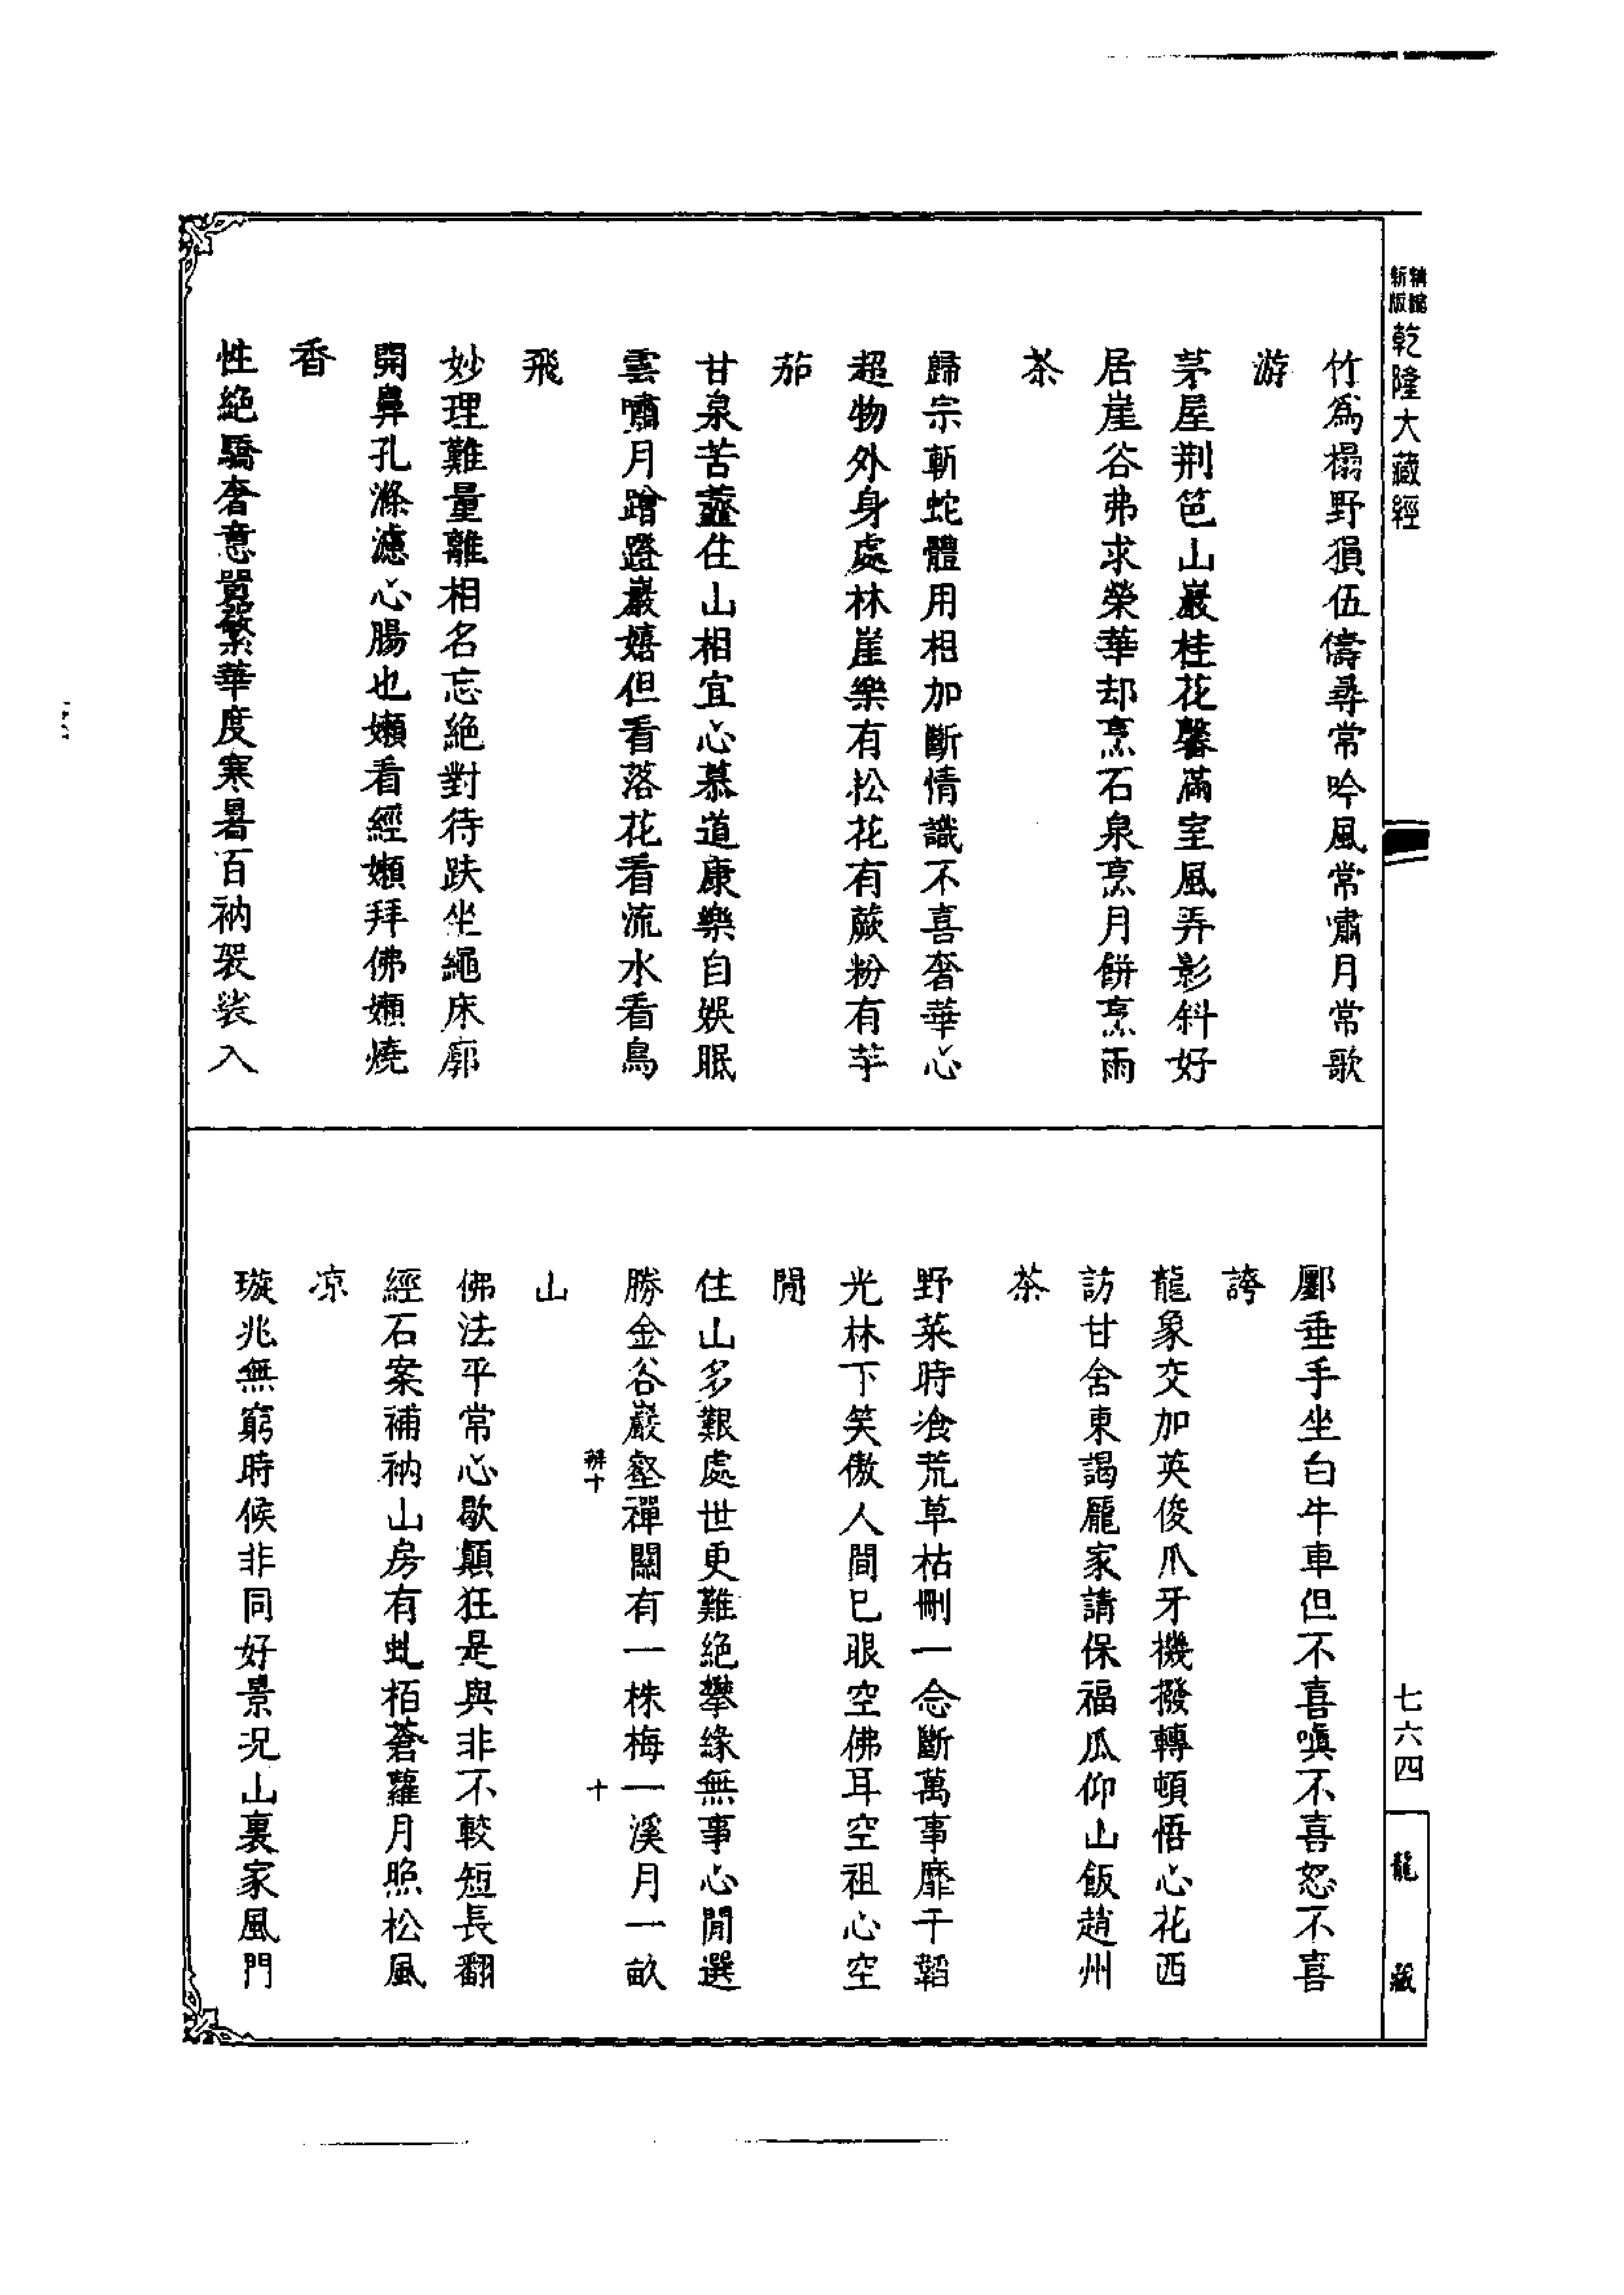 精縮
新版
乾隆大藏經
竹為榻野猿伍儔尋常吟風常嘯月常歌
游
茅屋荆笆山巖桂花馨滿室風弄影斜好
居崖谷弗求榮華却烹石泉烹月餅烹雨
茶
歸宗斬蛇體用相加斷情識不喜奢華心
超物外身處林崖樂有松花有蕨粉有芋
茄
甘泉苦虀住山相宜心慕道康樂自娛眠
雲嘯月蹭蹬巖嬉但看落花看流水看鳥
飛
妙理難量離相名忘絕對待趺坐繩床廓
開鼻孔滌濾心腸也嬾看經嬾拜佛嬾燒
香
性絕驕奢意厭繁華度寒暑百衲袈裟入
鄽垂手坐白牛車但不喜嗔不喜怒不喜
誇
龍象交加英俊爪牙機撥轉頓悟心花西
訪甘舍東謁龐家請保福瓜仰山飯趙州
茶
野菜時飡荒草枯刪一念斷萬事靡干韜
光林下笑傲人間已眼空佛耳空祖心空
閒
住山多艱處世更難絕攀緣無事心閒選
勝金谷巖壑禪關有一株梅一溪月一畝
山
辨十
十
佛法平常心歇顛狂是與非不較短長翻
經石案補衲山房有虬栢蒼蘿月照松風
凉
璇兆無窮時候非同好景況山裏家風門
七六四
龍藏